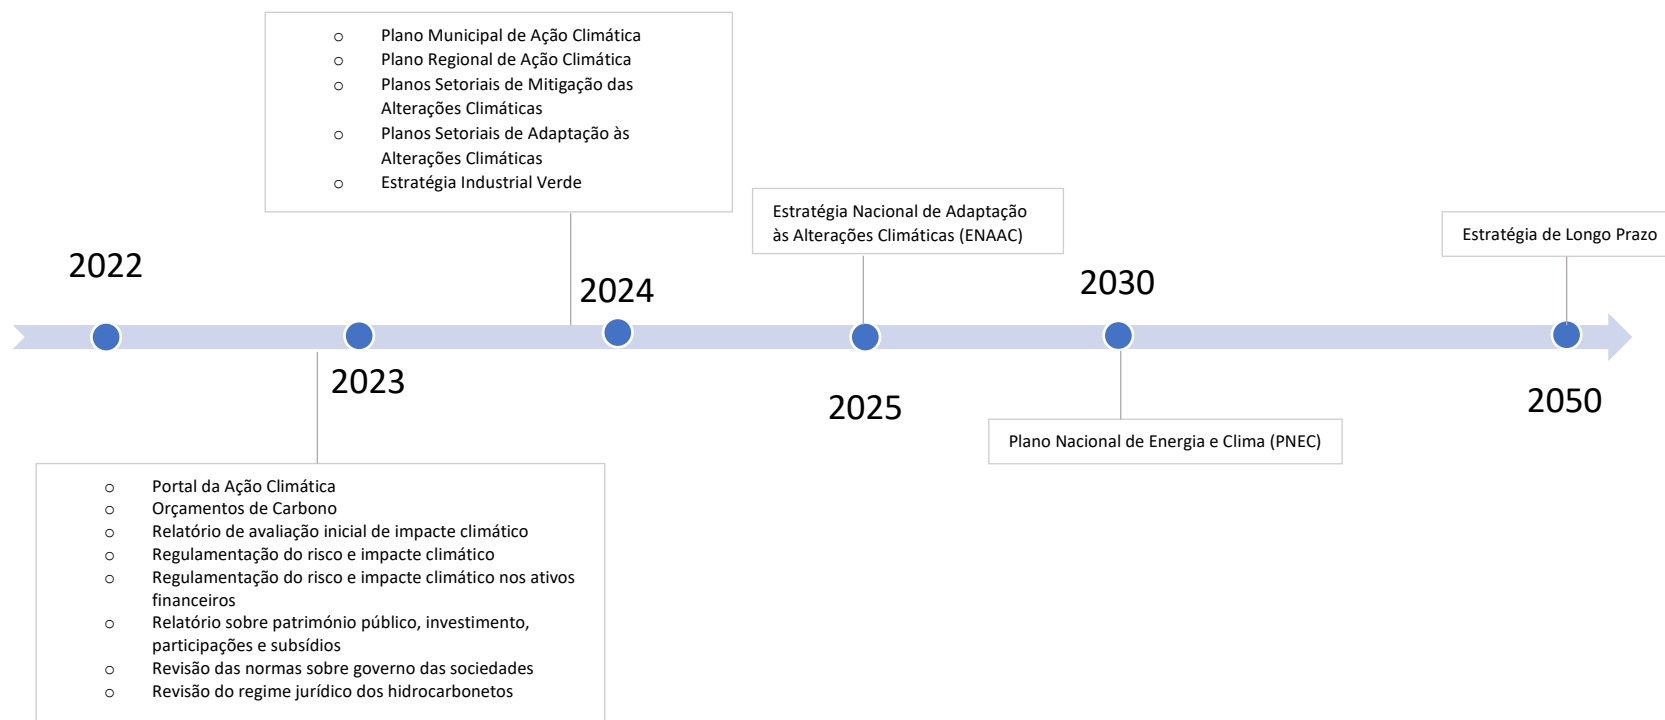 o Plano Municipal de Ação Climática
o Plano Regional de Ação Climática
o Planos Setoriais de Mitigação das
Alterações Climáticas
o Planos Setoriais de Adaptação às
Alterações Climáticas
o Estratégia Industrial Verde
Estratégia Nacional de Adaptação
às Alterações Climáticas (ENAAC)
Estratégia de Longo Prazo
2022
2024
2030
2023
2025
2050
Plano Nacional de Energia e Clima (PNEC)
o Portal da Ação Climática
o Orçamentos de Carbono
o Relatório de avaliação inicial de impacte climático
o Regulamentação do risco e impacte climático
o Regulamentação do risco e impacte climático nos ativos
financeiros
o Relatório sobre património público, investimento,
participações e subsídios
o Revisão das normas sobre governo das sociedades
o Revisão do regime jurídico dos hidrocarbonetos